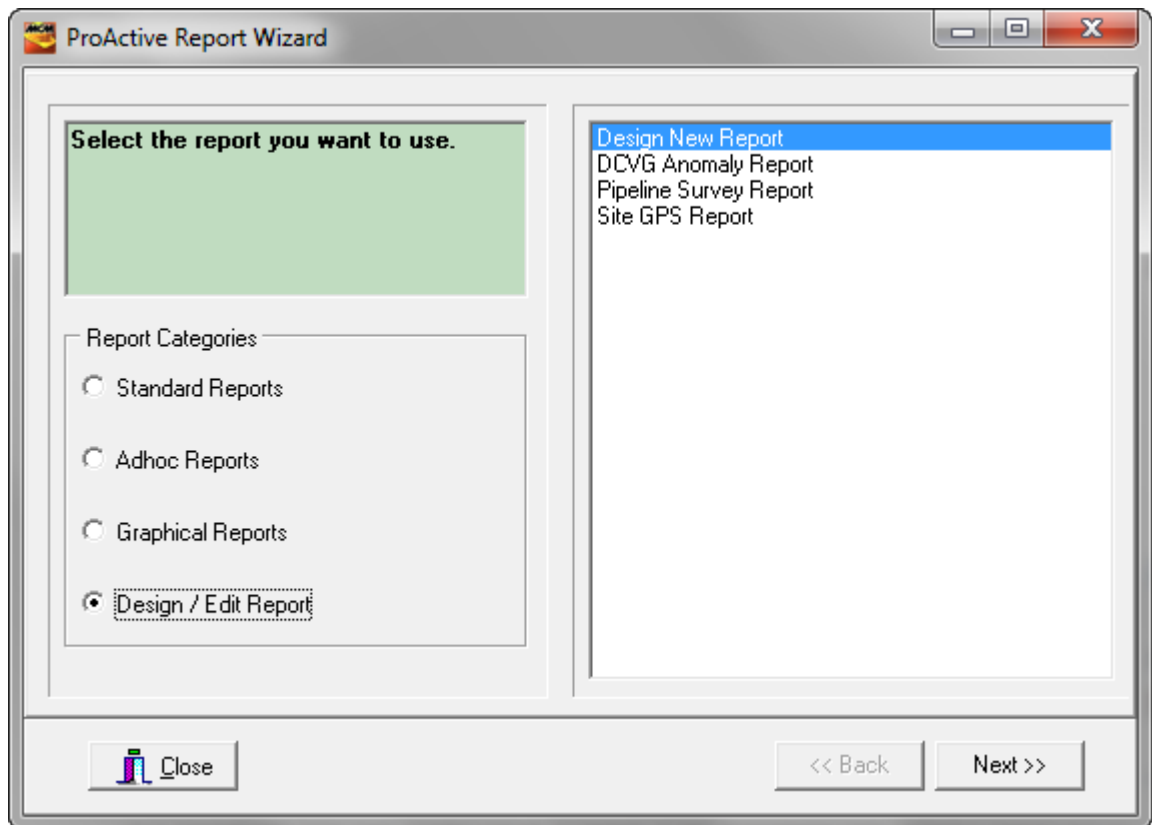 MCM
ProActive Report Wizard
Select the report you want to use.
Report Categories
Standard Reports
Adhoc Reports
Graphical Reports
Design / Edit Report
Design New Report
DCVG Anomaly Report
Pipeline Survey Report
Site GPS Report
Close
<< Back
Next >>